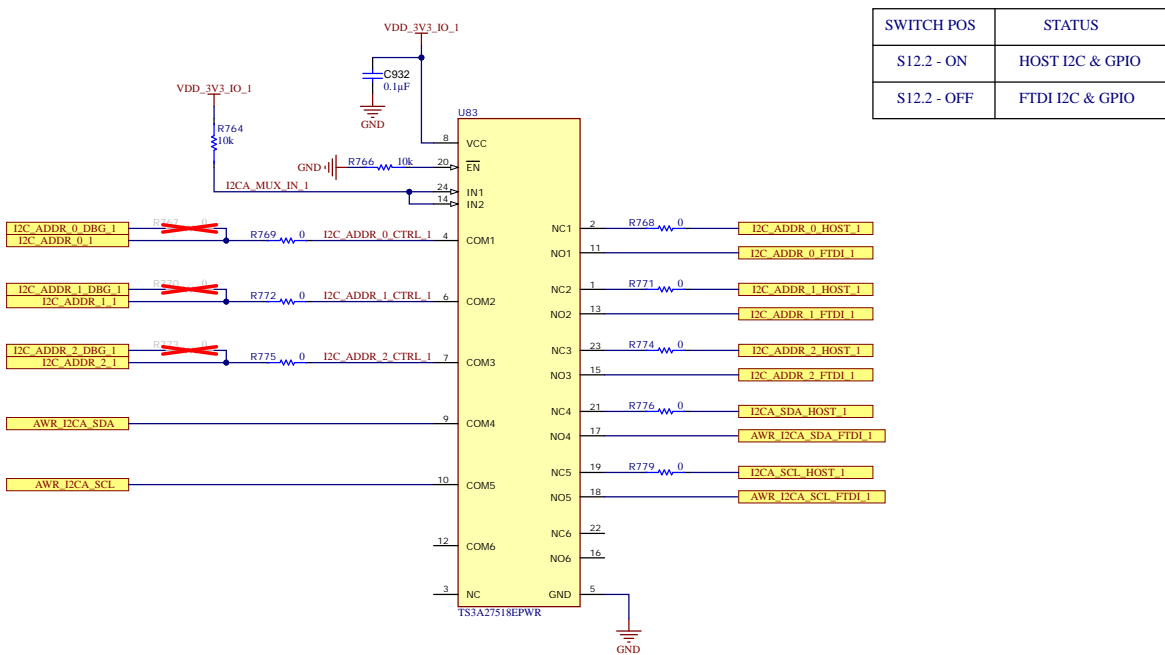 SWITCH POS STATUS
S12.2 - ON HOST I2C & GPIO
S12.2 - OFF FTDI I2C & GPIO
VDD_3V3_IO_1
C932
0.1µF
GND
VDD_3V3_IO_1
R764
10k
U83
8 VCC
GND R766 10k 20 EN
I2CA_MUX_IN_1 24 IN1
14 IN2
I2C_ADDR_0_DBG_1 R767 0
I2C_ADDR_0_1 R769 0 I2C_ADDR_0_CTRL_1 4 COM1
NC1 2 R768 0 I2C_ADDR_0_HOST_1
NO1 11 I2C_ADDR_0_FTDI_1
I2C_ADDR_1_DBG_1 0
I2C_ADDR_1_1 R772 0 I2C_ADDR_1_CTRL_1 6 COM2
NC2 1 R771 0 I2C_ADDR_1_HOST_1
NO2 13 I2C_ADDR_1_FTDI_1
I2C_ADDR_2_DBG_1 0
I2C_ADDR_2_1 R775 0 I2C_ADDR_2_CTRL_1 7 COM3
NC3 23 R774 0 I2C_ADDR_2_HOST_1
NO3 15 I2C_ADDR_2_FTDI_1
AWR_I2CA_SDA 9 COM4
NC4 21 R776 0 I2CA_SDA_HOST_1
NO4 17 AWR_I2CA_SDA_FTDI_1
AWR_I2CA_SCL 10 COM5
NC5 19 R779 0 I2CA_SCL_HOST_1
NO5 18 AWR_I2CA_SCL_FTDI_1
12 COM6
NC6 22
NO6 16
3 NC
GND 5
TS3A27518EPWR
GND